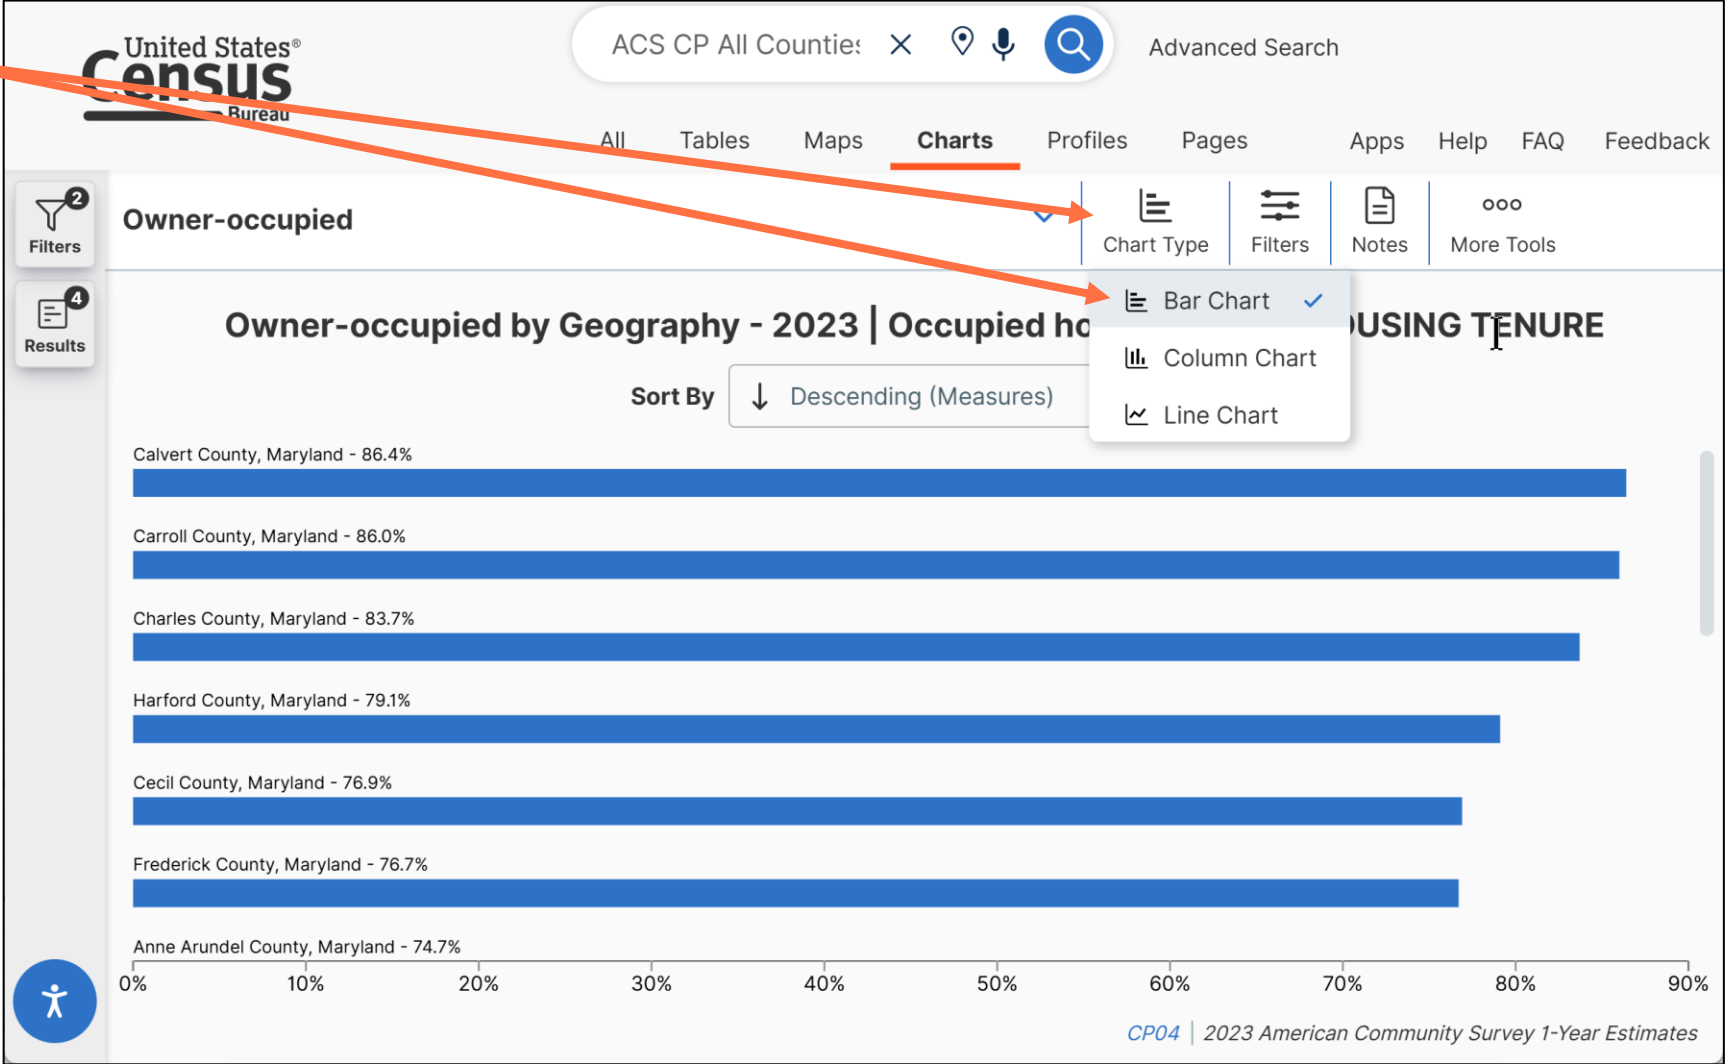 United States®
Census
Bureau
ACS CP All Counties
Advanced Search
All Tables Maps Charts Profiles Pages Apps Help FAQ Feedback
2
Filters
4
Results
Owner-occupied
Chart Type Filters Notes More Tools
Bar Chart
Column Chart
Line Chart
Owner-occupied by Geography - 2023 | Occupied ho OUSING TENURE
Sort By Descending (Measures)
Calvert County, Maryland - 86.4%
Carroll County, Maryland - 86.0%
Charles County, Maryland - 83.7%
Harford County, Maryland - 79.1%
Cecil County, Maryland - 76.9%
Frederick County, Maryland - 76.7%
Anne Arundel County, Maryland - 74.7%
0% 10% 20% 30% 40% 50% 60% 70% 80% 90%
CP04 | 2023 American Community Survey 1-Year Estimates